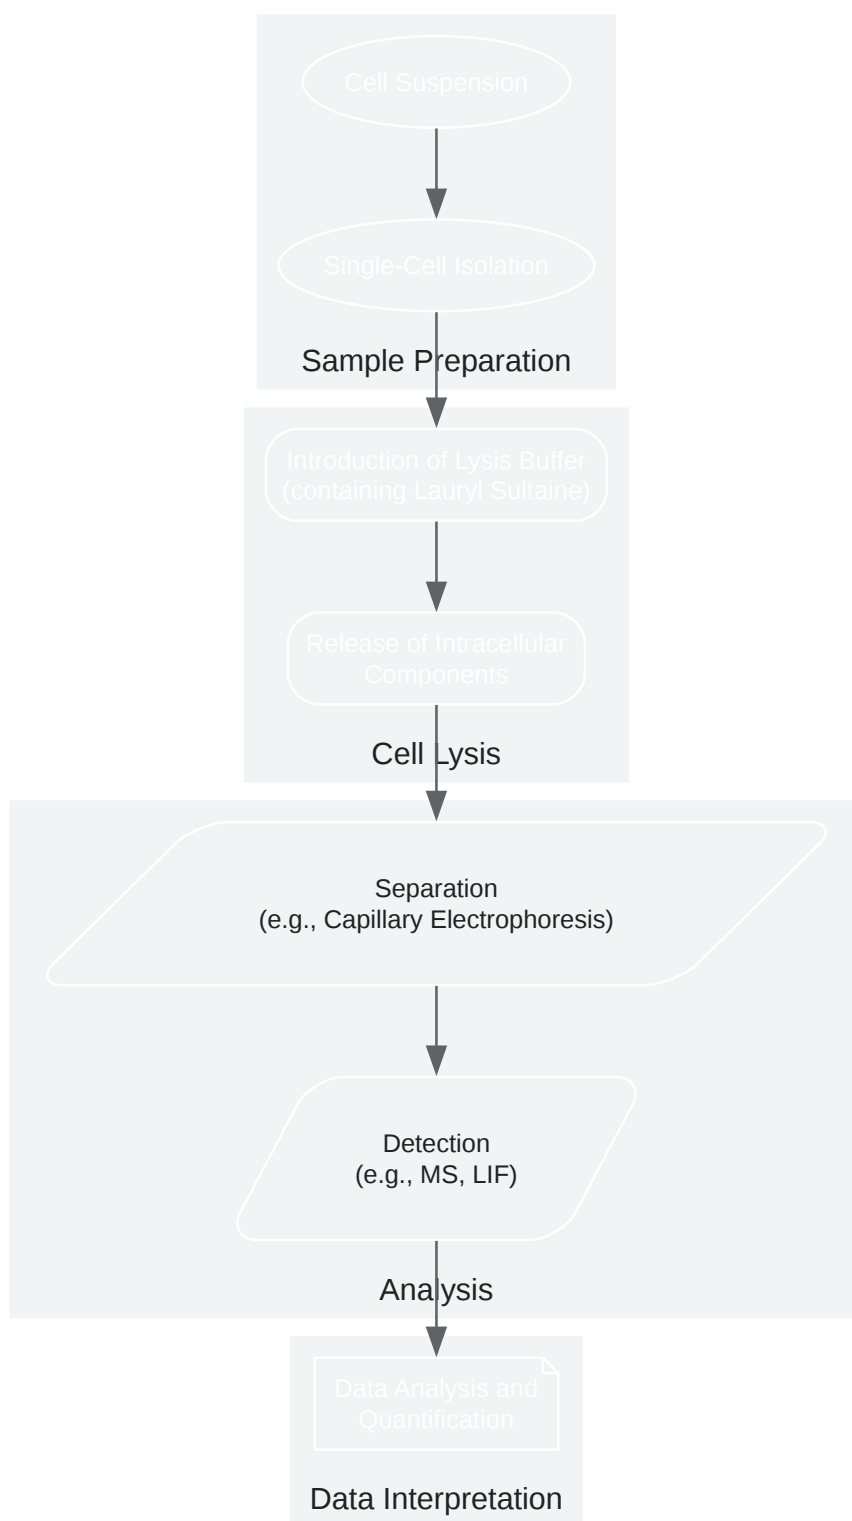 Cell Suspension
Single-Cell Isolation
Sample Preparation
Introduction of Lysis Buffer
(containing Lauryl Sultaine)
Release of Intracellular
Components
Cell Lysis
Separation
(e.g., Capillary Electrophoresis)
Detection
(e.g., MS, LIF)
Analysis
Data Analysis and
Quantification
Data Interpretation